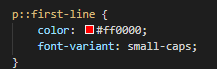 p::first-line {
color: #ff0000;
font-variant: small-caps;
}